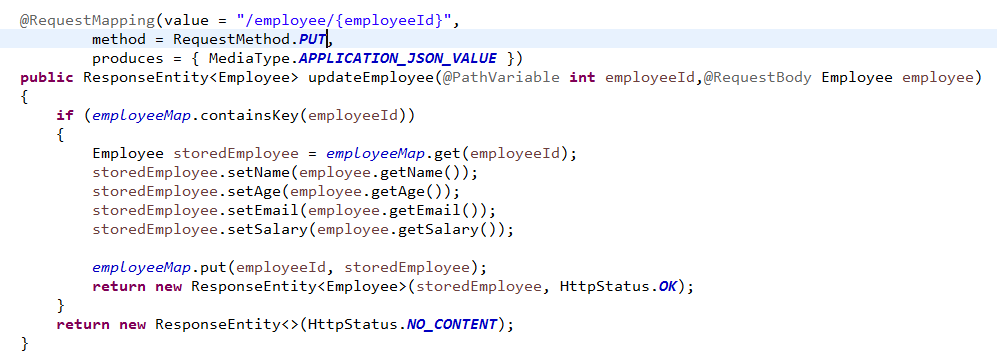 @RequestMapping(value = "/employee/{employeeId}",
method = RequestMethod.PUT,
produces = { MediaType.APPLICATION_JSON_VALUE })
public ResponseEntity<Employee> updateEmployee(@PathVariable int employeeId,@RequestBody Employee employee)
{
if (employeeMap.containsKey(employeeId))
{
Employee storedEmployee = employeeMap.get(employeeId);
storedEmployee.setName(employee.getName());
storedEmployee.setAge(employee.getAge());
storedEmployee.setEmail(employee.getEmail());
storedEmployee.setSalary(employee.getSalary());
employeeMap.put(employeeId, storedEmployee);
return new ResponseEntity<Employee>(storedEmployee, HttpStatus.OK);
}
return new ResponseEntity<>(HttpStatus.NO_CONTENT);
}